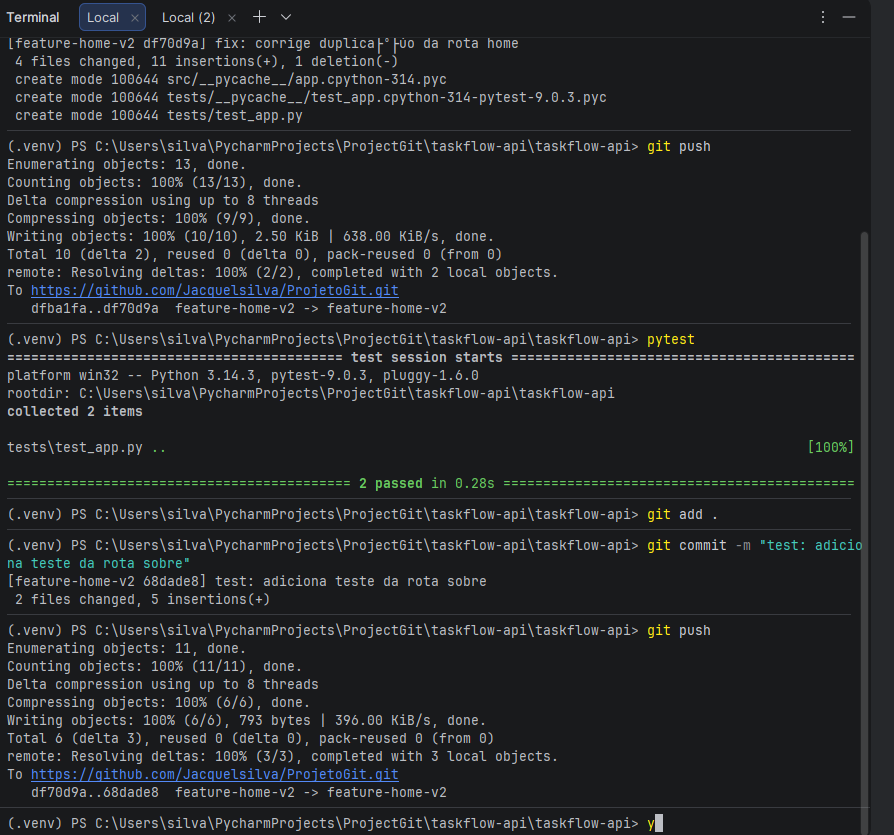 Terminal Local × Local (2) × +
[feature-home-v2 df70d9a] fix: corrige duplica├º├úo da rota home
 4 files changed, 11 insertions(+), 1 deletion(-)
 create mode 100644 src/__pycache__/app.cpython-314.pyc
 create mode 100644 tests/__pycache__/test_app.cpython-314-pytest-9.0.3.pyc
 create mode 100644 tests/test_app.py
(.venv) PS C:\Users\silva\PycharmProjects\ProjectGit\taskflow-api\taskflow-api> git push
Enumerating objects: 13, done.
Counting objects: 100% (13/13), done.
Delta compression using up to 8 threads
Compressing objects: 100% (9/9), done.
Writing objects: 100% (10/10), 2.50 KiB | 638.00 KiB/s, done.
Total 10 (delta 2), reused 0 (delta 0), pack-reused 0 (from 0)
remote: Resolving deltas: 100% (2/2), completed with 2 local objects.
To https://github.com/Jacquelsilva/ProjetoGit.git
   dfba1fa..df70d9a  feature-home-v2 -> feature-home-v2
(.venv) PS C:\Users\silva\PycharmProjects\ProjectGit\taskflow-api\taskflow-api> pytest
========================================== test session starts ===========================================
platform win32 -- Python 3.14.3, pytest-9.0.3, pluggy-1.6.0
rootdir: C:\Users\silva\PycharmProjects\ProjectGit\taskflow-api\taskflow-api
collected 2 items
tests\test_app.py .. [100%]
=========================================== 2 passed in 0.28s ============================================
(.venv) PS C:\Users\silva\PycharmProjects\ProjectGit\taskflow-api\taskflow-api> git add .
(.venv) PS C:\Users\silva\PycharmProjects\ProjectGit\taskflow-api\taskflow-api> git commit -m "test: adicio
na teste da rota sobre"
[feature-home-v2 68dade8] test: adiciona teste da rota sobre
 2 files changed, 5 insertions(+)
(.venv) PS C:\Users\silva\PycharmProjects\ProjectGit\taskflow-api\taskflow-api> git push
Enumerating objects: 11, done.
Counting objects: 100% (11/11), done.
Delta compression using up to 8 threads
Compressing objects: 100% (6/6), done.
Writing objects: 100% (6/6), 793 bytes | 396.00 KiB/s, done.
Total 6 (delta 3), reused 0 (delta 0), pack-reused 0 (from 0)
remote: Resolving deltas: 100% (3/3), completed with 3 local objects.
To https://github.com/Jacquelsilva/ProjetoGit.git
   df70d9a..68dade8  feature-home-v2 -> feature-home-v2
(.venv) PS C:\Users\silva\PycharmProjects\ProjectGit\taskflow-api\taskflow-api> y